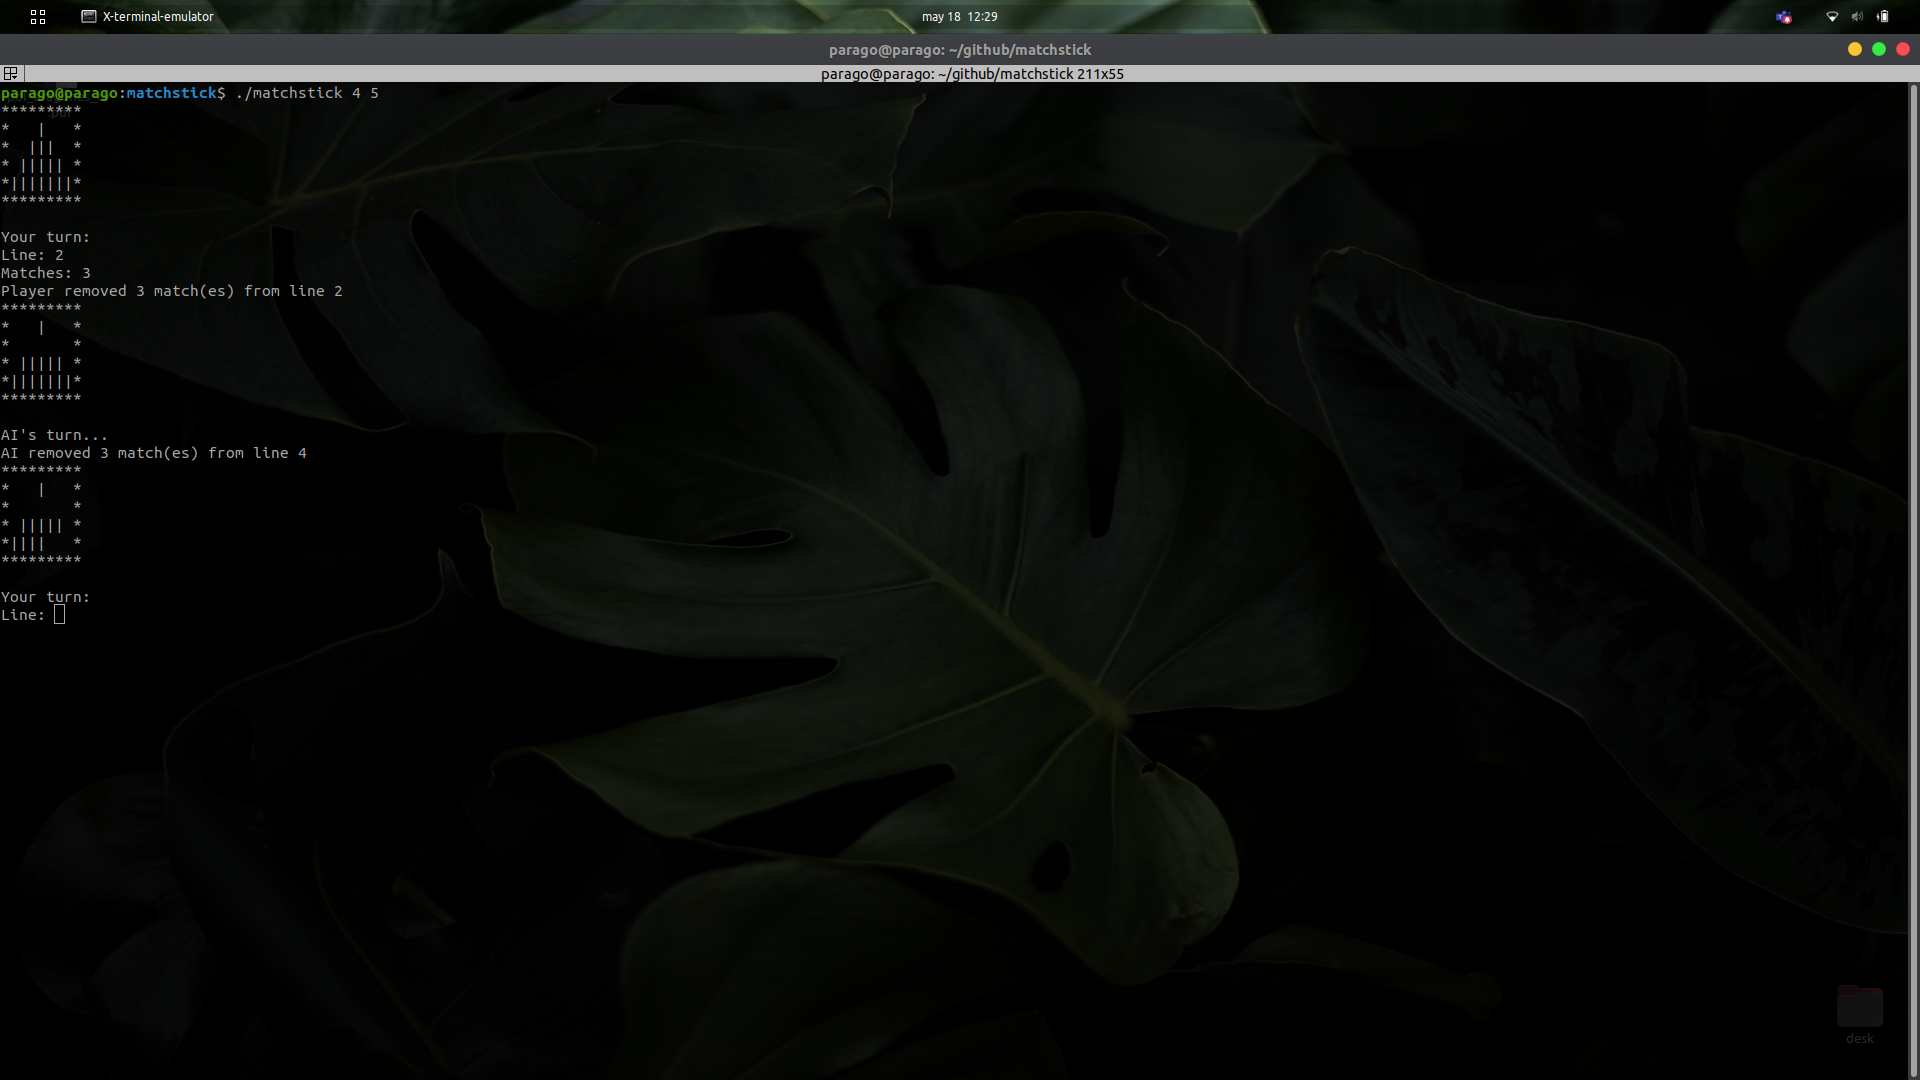 X-terminal-emulator
may 18 12:29
parago@parago: ~/github/matchstick
parago@parago: ~/github/matchstick 211x55
parago@parago:matchstick$ ./matchstick 4 5
*********
*   |   *
*  |||  *
* ||||| *
*|||||||*
*********

Your turn:
Line: 2
Matches: 3
Player removed 3 match(es) from line 2
*********
*   |   *
*       *
* ||||| *
*|||||||*
*********

AI's turn...
AI removed 3 match(es) from line 4
*********
*   |   *
*       *
* ||||| *
*||||   *
*********

Your turn:
Line:
desk